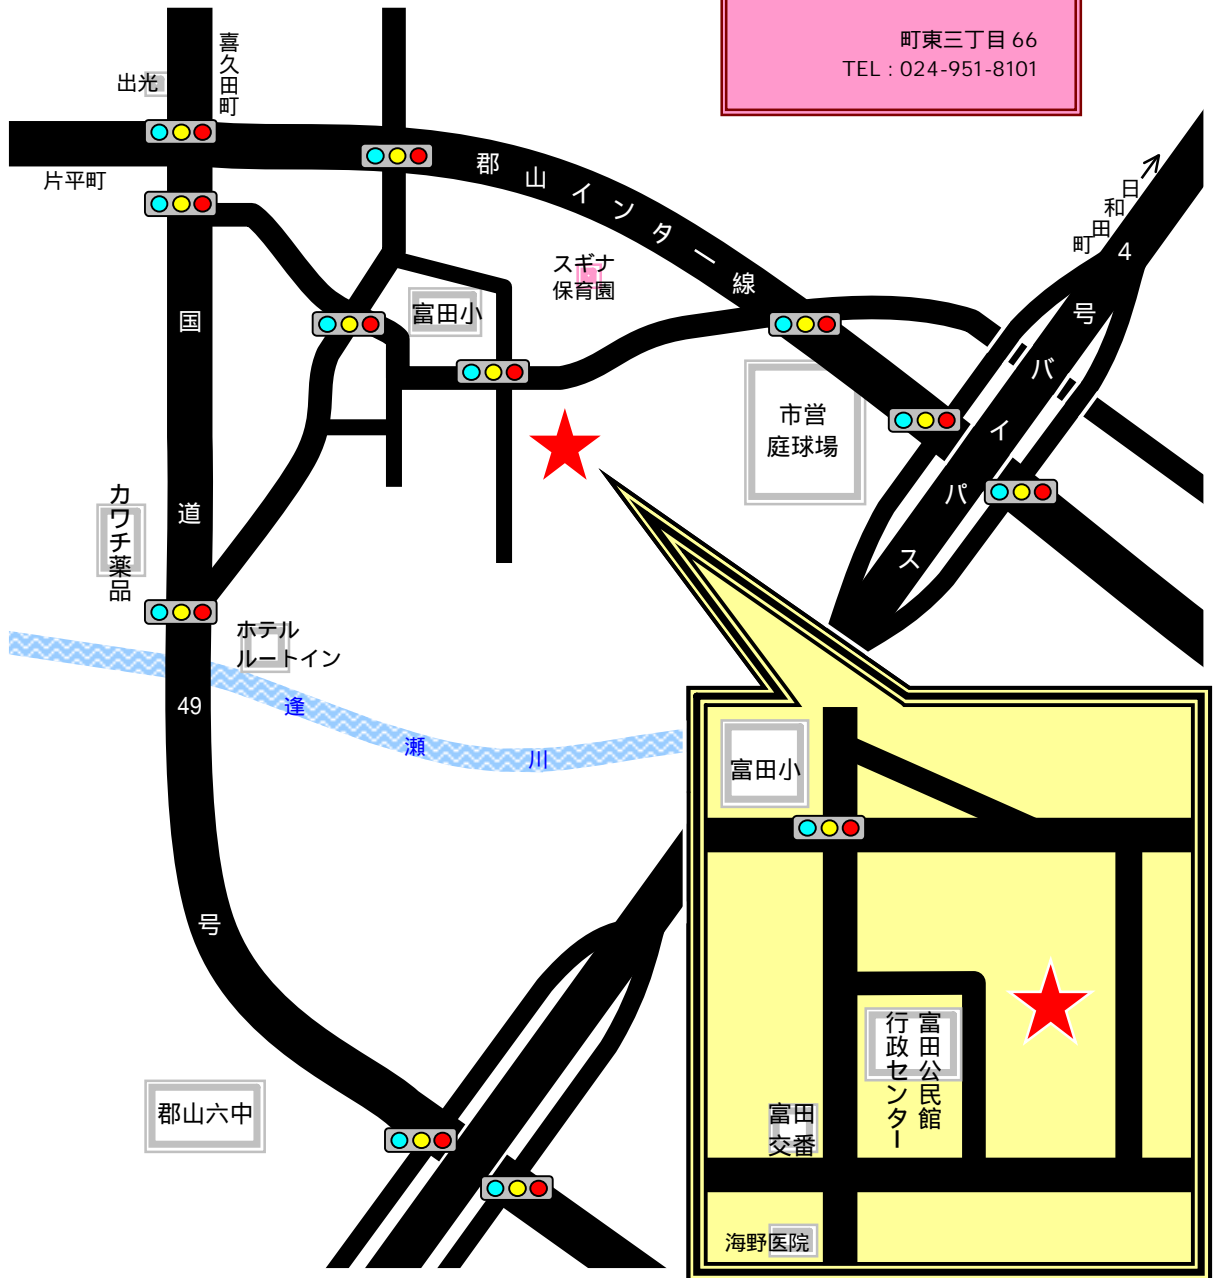 町東三丁目 66
TEL : 024-951-8101
喜久田町
出光
片平町
郡山インター線
日和田町
4号バイパス
スギナ
保育園
富田小
国道49号
市営
庭球場
カワチ薬品
ホテル
ルートイン
逢瀬川
富田小
富田公民館
行政センター
富田
交番
郡山六中
海野医院